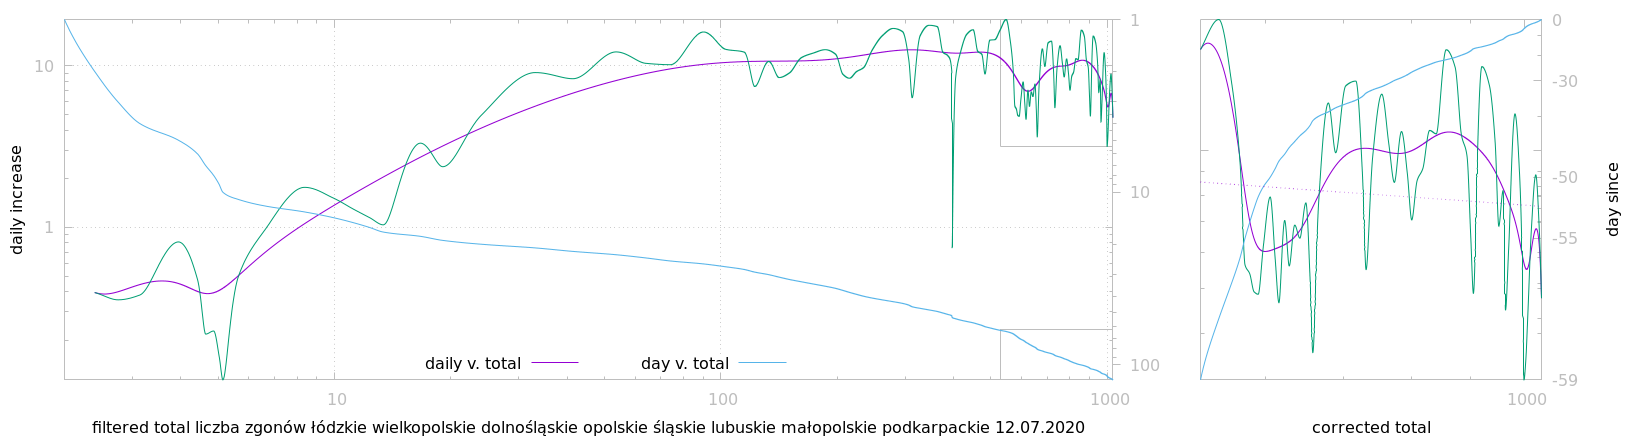 10
1
daily increase
daily v. total
day v. total
10
100
1000
1
10
100
filtered total liczba zgonów łódzkie wielkopolskie dolnośląskie opolskie śląskie lubuskie małopolskie podkarpackie 12.07.2020
0
-30
-50
-55
-59
day since
1000
corrected total